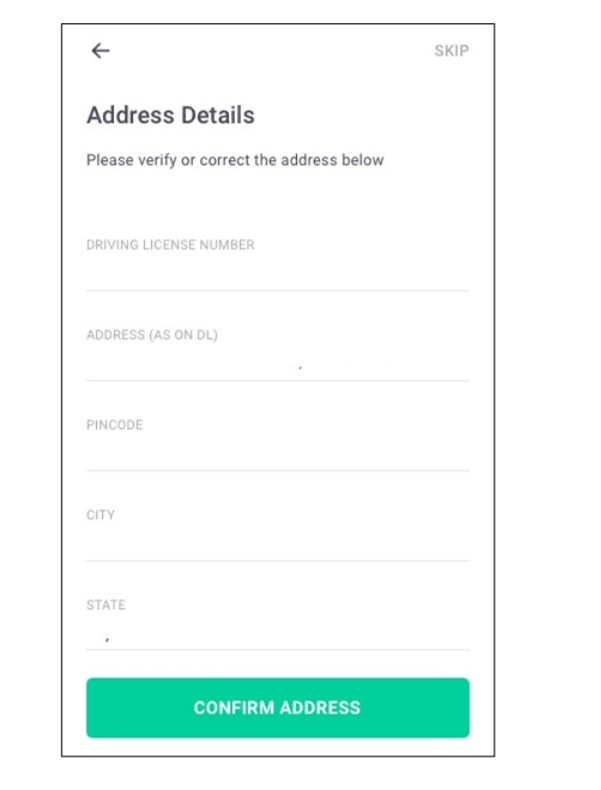 SKIP
Address Details
Please verify or correct the address below
DRIVING LICENSE NUMBER
ADDRESS (AS ON DL)
PINCODE
CITY
STATE
CONFIRM ADDRESS